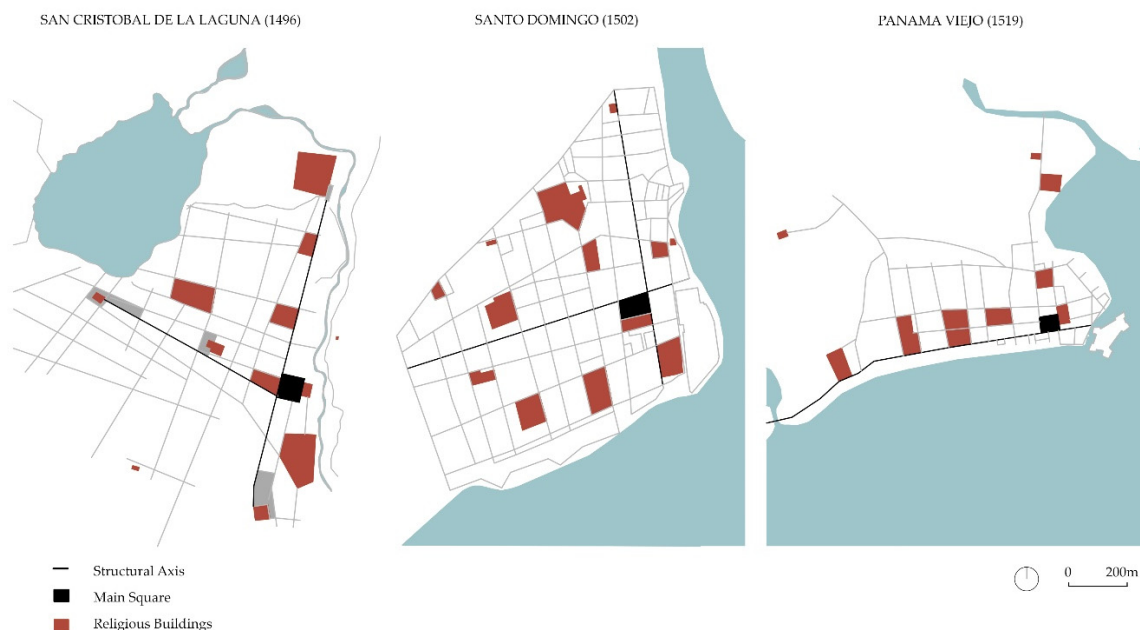 SAN CRISTOBAL DE LA LAGUNA (1496)
SANTO DOMINGO (1502)
PANAMA VIEJO (1519)
Structural Axis
Main Square
Religious Buildings
0 200m